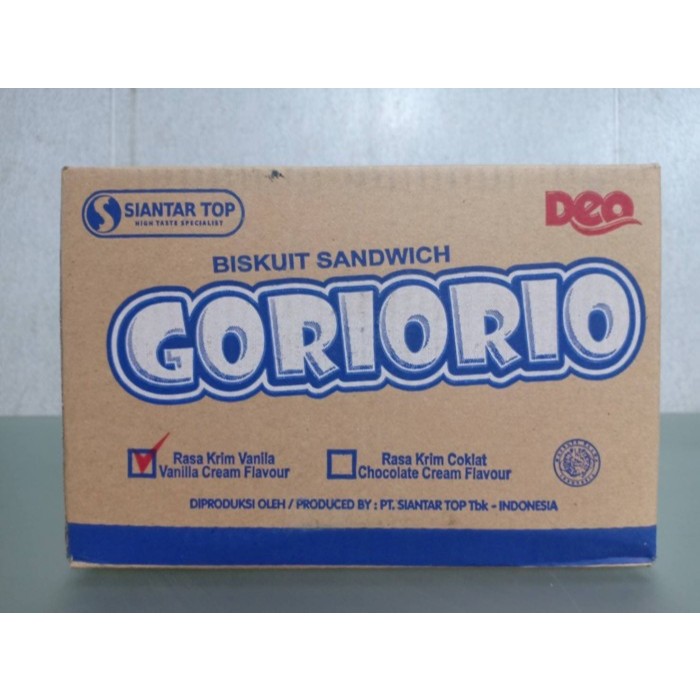 SIANTAR TOP
HIGH TASTE SPECIALIST
Deo
BISKUIT SANDWICH
GORIORIO
Rasa Krim Vanila
Vanilla Cream Flavour
Rasa Krim Coklat
Chocolate Cream Flavour
DIPRODUKSI OLEH / PRODUCED BY : PT. SIANTAR TOP Tbk - INDONESIA